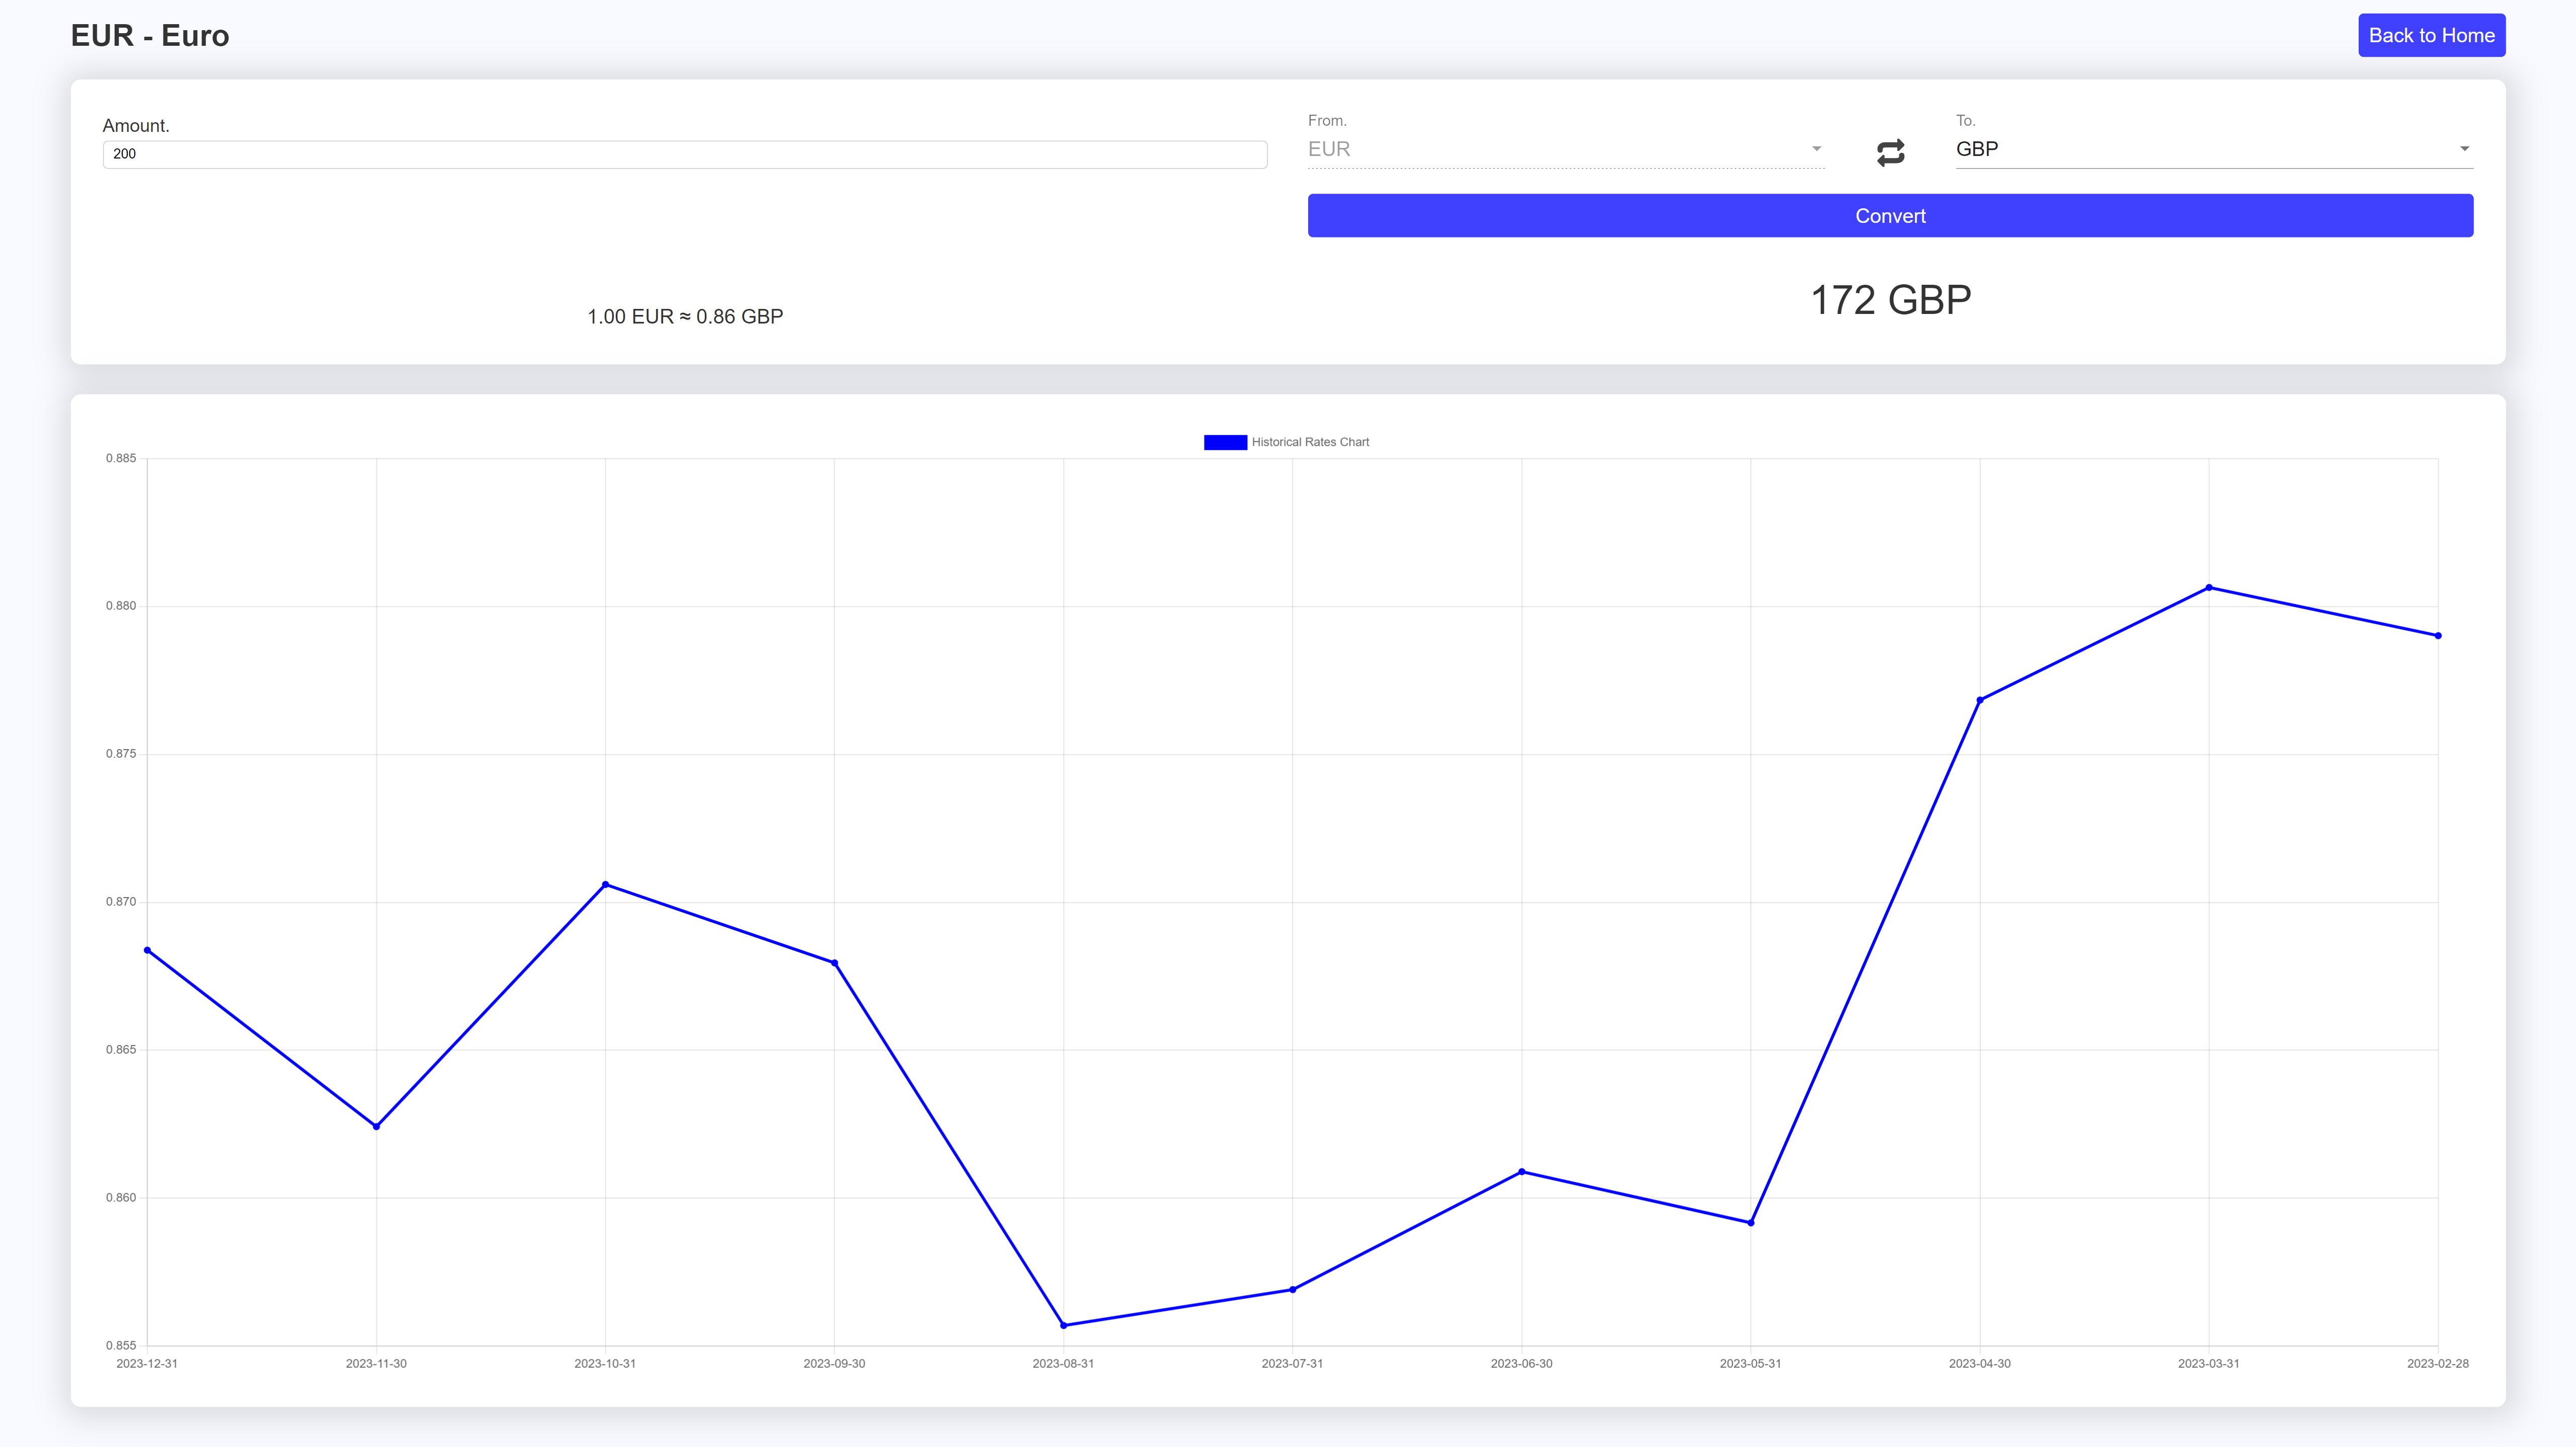 EUR - Euro
Back to Home
Amount.
200
From.
EUR
To.
GBP
Convert
1.00 EUR ≈ 0.86 GBP
172 GBP
Historical Rates Chart
0.885
0.880
0.875
0.870
0.865
0.860
0.855
2023-12-31 2023-11-30 2023-10-31 2023-09-30 2023-08-31 2023-07-31 2023-06-30 2023-05-31 2023-04-30 2023-03-31 2023-02-28